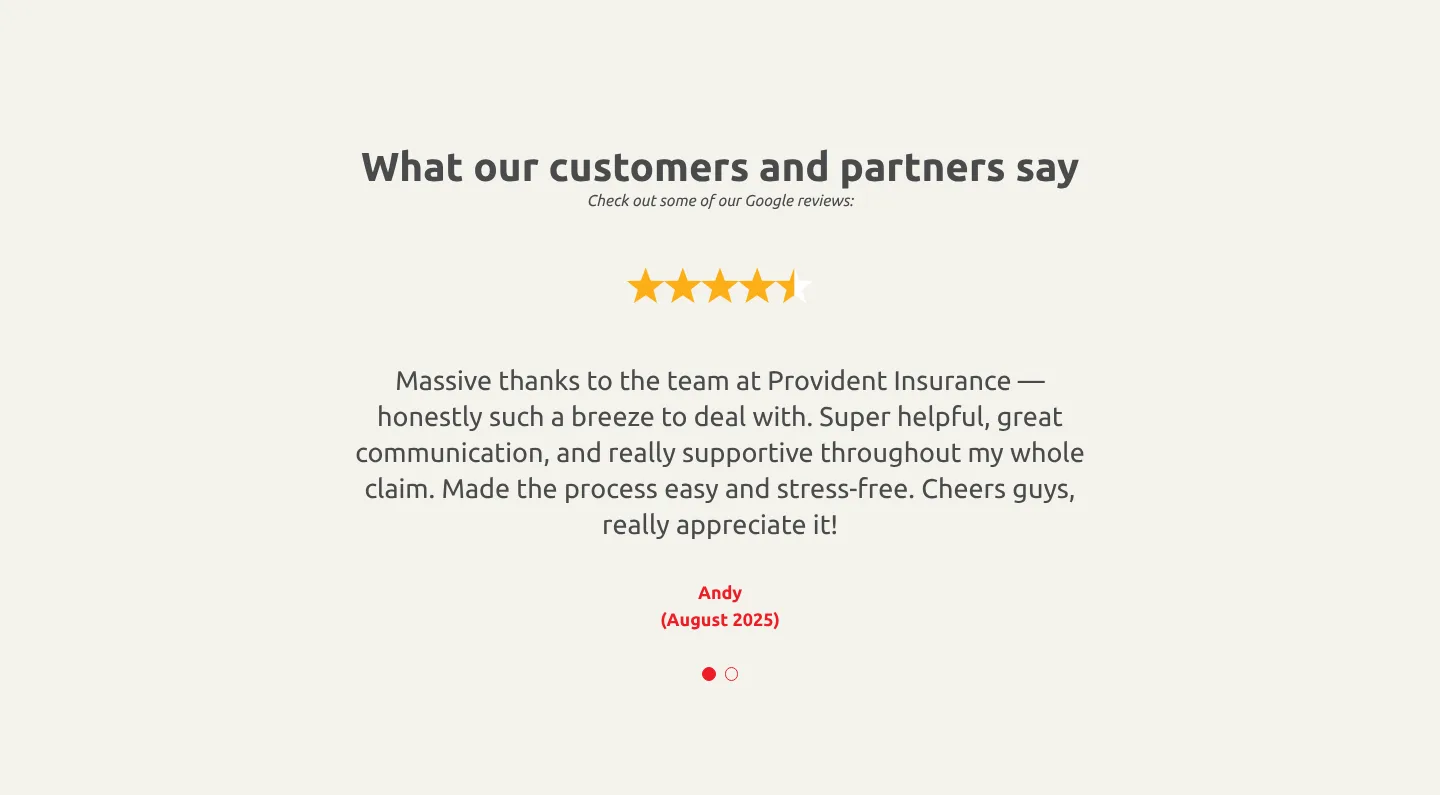 What our customers and partners say
Check out some of our Google reviews:
Massive thanks to the team at Provident Insurance —
honestly such a breeze to deal with. Super helpful, great
communication, and really supportive throughout my whole
claim. Made the process easy and stress-free. Cheers guys,
really appreciate it!
Andy
(August 2025)